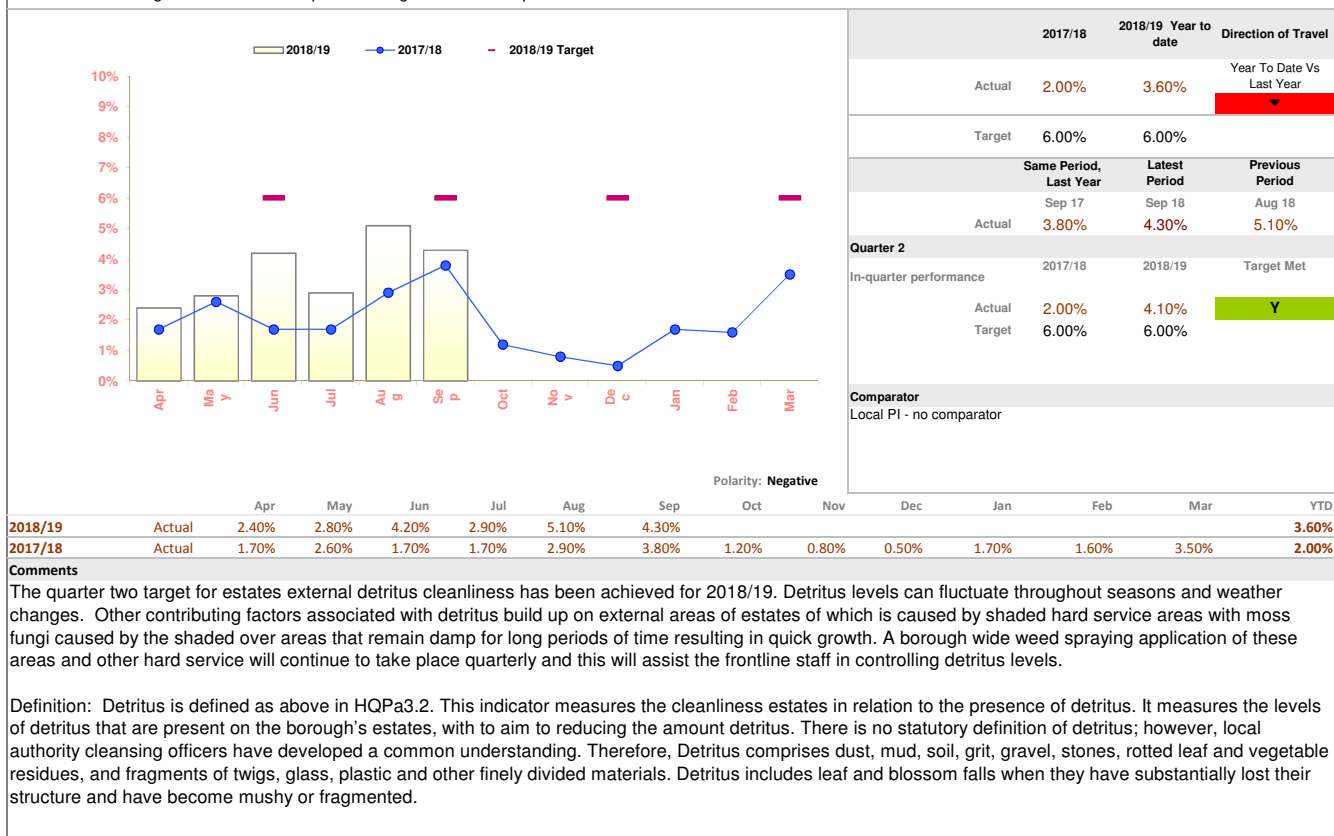 2018/19 2017/18 2018/19 Target
10%
9%
8%
7%
6%
5%
4%
3%
2%
1%
0%
Apr Ma y Jun Jul Au g Se p Oct No v De c Jan Feb Mar
Polarity: Negative
2017/18 2018/19 Year to date Direction of Travel
Year To Date Vs Last Year
Actual 2.00% 3.60% ▼
Target 6.00% 6.00%
Same Period, Last Year Latest Period Previous Period
Sep 17 Sep 18 Aug 18
Actual 3.80% 4.30% 5.10%
Quarter 2
In-quarter performance 2017/18 2018/19 Target Met
Actual 2.00% 4.10% Y
Target 6.00% 6.00%
Comparator
Local PI - no comparator
Apr May Jun Jul Aug Sep Oct Nov Dec Jan Feb Mar YTD
2018/19 Actual 2.40% 2.80% 4.20% 2.90% 5.10% 4.30% 3.60%
2017/18 Actual 1.70% 2.60% 1.70% 1.70% 2.90% 3.80% 1.20% 0.80% 0.50% 1.70% 1.60% 3.50% 2.00%
Comments
The quarter two target for estates external detritus cleanliness has been achieved for 2018/19. Detritus levels can fluctuate throughout seasons and weather
changes. Other contributing factors associated with detritus build up on external areas of estates of which is caused by shaded hard service areas with moss
fungi caused by the shaded over areas that remain damp for long periods of time resulting in quick growth. A borough wide weed spraying application of these
areas and other hard service will continue to take place quarterly and this will assist the frontline staff in controlling detritus levels.
Definition: Detritus is defined as above in HQPa3.2. This indicator measures the cleanliness estates in relation to the presence of detritus. It measures the levels
of detritus that are present on the borough's estates, with to aim to reducing the amount detritus. There is no statutory definition of detritus; however, local
authority cleansing officers have developed a common understanding. Therefore, Detritus comprises dust, mud, soil, grit, gravel, stones, rotted leaf and vegetable
residues, and fragments of twigs, glass, plastic and other finely divided materials. Detritus includes leaf and blossom falls when they have substantially lost their
structure and have become mushy or fragmented.